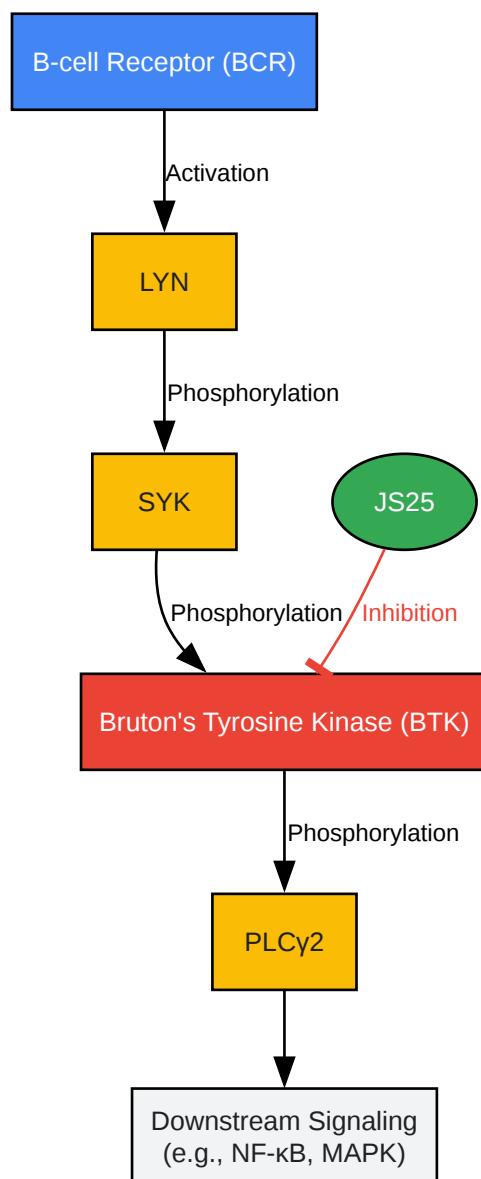 B-cell Receptor (BCR)
Activation
LYN
Phosphorylation
SYK
JS25
Phosphorylation
Inhibition
Bruton's Tyrosine Kinase (BTK)
Phosphorylation
PLCγ2
Downstream Signaling
(e.g., NF-κB, MAPK)